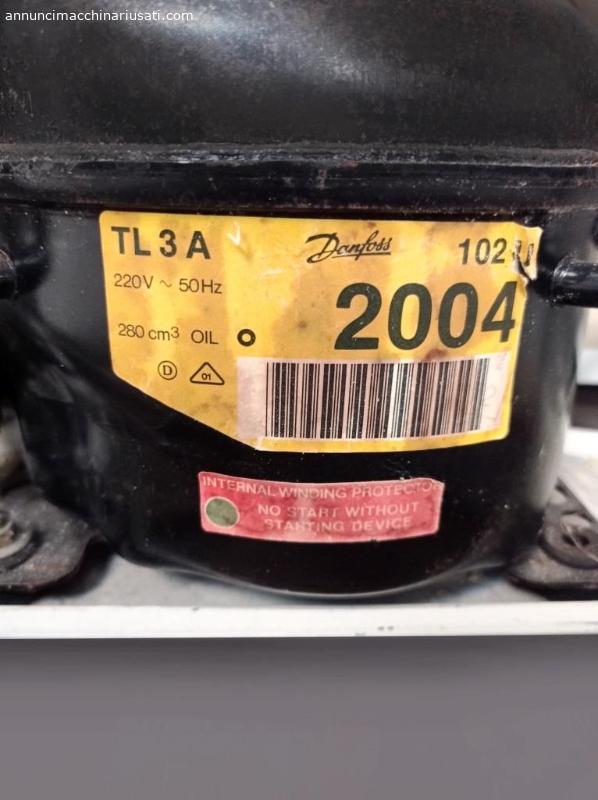 annuncimacchinariusati.com
TL 3 A
Danfoss
220V ~ 50Hz
2004
280 cm³ OIL
D
01
INTERNAL WINDING PROTECTOR
NO START WITHOUT
STARTING DEVICE